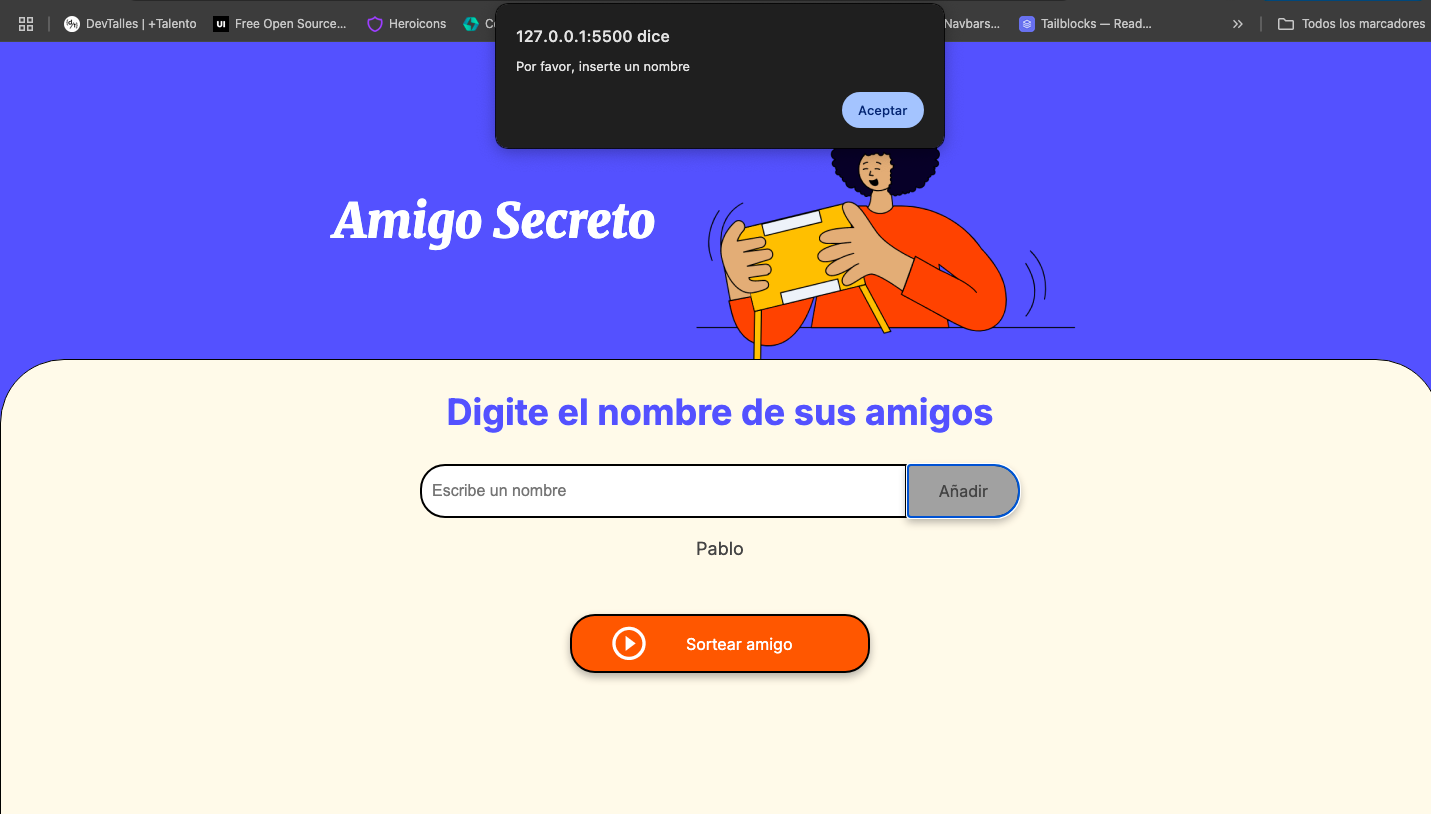 DevTalles | +Talento
UI
Free Open Source...
Heroicons
Navbars...
Tailblocks — Read...
Todos los marcadores
127.0.0.1:5500 dice
Por favor, inserte un nombre
Aceptar
Amigo Secreto
Digite el nombre de sus amigos
Escribe un nombre
Añadir
Pablo
Sortear amigo